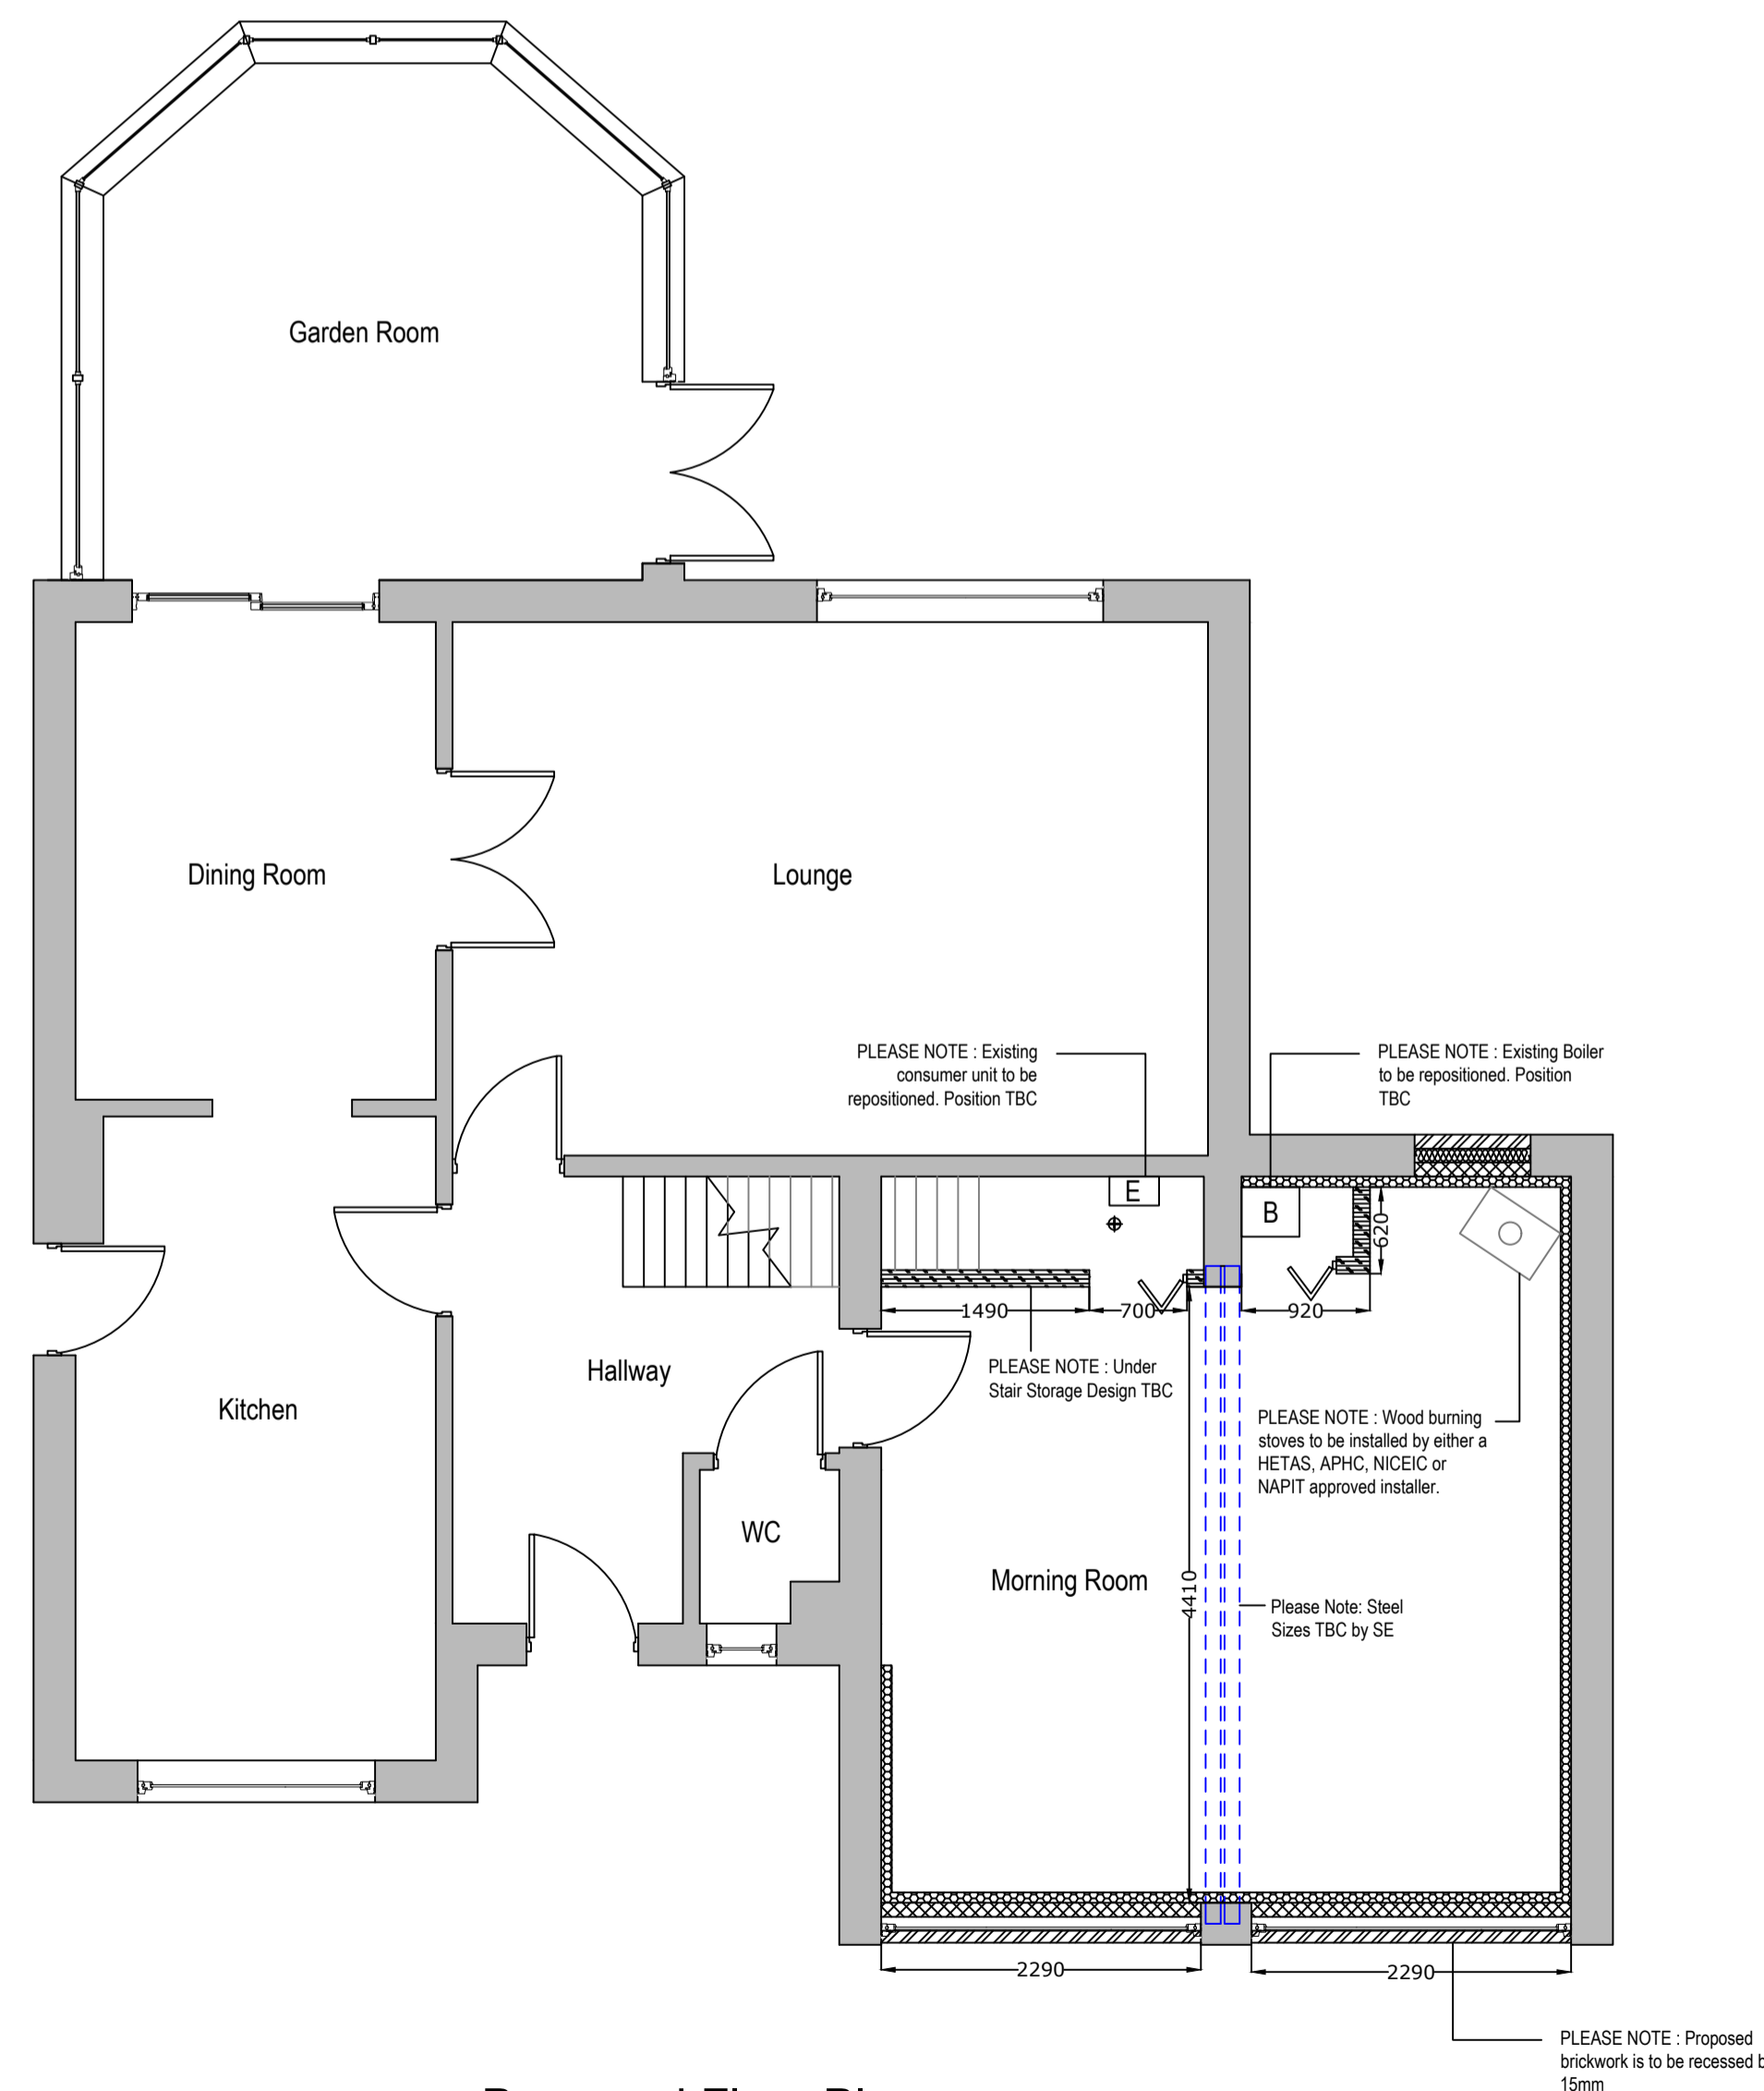 Garden Room
Dining Room
Lounge
PLEASE NOTE : Existing
consumer unit to be
repositioned. Position TBC
PLEASE NOTE : Existing Boiler
to be repositioned. Position
TBC
E
B
620
1490
700
920
PLEASE NOTE : Under
Stair Storage Design TBC
Hallway
Kitchen
PLEASE NOTE : Wood burning
stoves to be installed by either a
HETAS, APHC, NICEIC or
NAPIT approved installer.
WC
Morning Room
4410
Please Note: Steel
Sizes TBC by SE
2290
2290
PLEASE NOTE : Proposed
brickwork is to be recessed
15mm